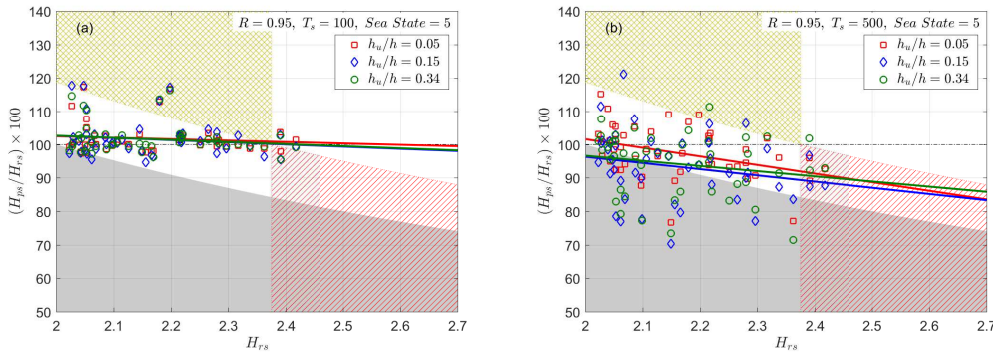 (a)
R = 0.95, T_s = 100, Sea State = 5
h_u/h = 0.05
h_u/h = 0.15
h_u/h = 0.34
(H_ps/H_rs) × 100
140
130
120
110
100
90
80
70
60
50
2 2.1 2.2 2.3 2.4 2.5 2.6 2.7
H_rs
(b)
R = 0.95, T_s = 500, Sea State = 5
h_u/h = 0.05
h_u/h = 0.15
h_u/h = 0.34
(H_ps/H_rs) × 100
140
130
120
110
100
90
80
70
60
50
2 2.1 2.2 2.3 2.4 2.5 2.6 2.7
H_rs